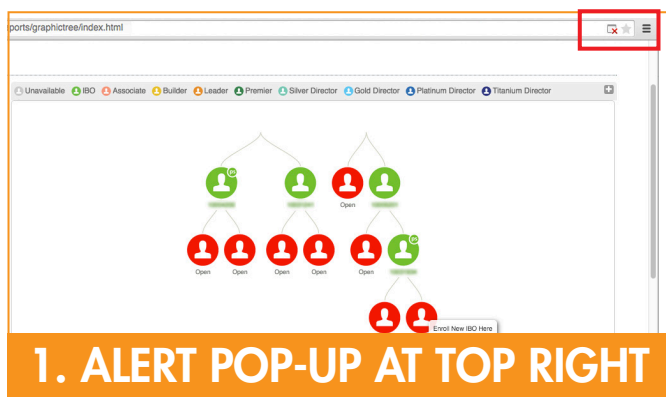 ports/graphictree/index.html
Unavailable IBO Associate Builder Leader Premier Silver Director Gold Director Platinum Director Titanium Director
Open
Open Open Open Open Open
Enroll New IBO Here
1. ALERT POP-UP AT TOP RIGHT